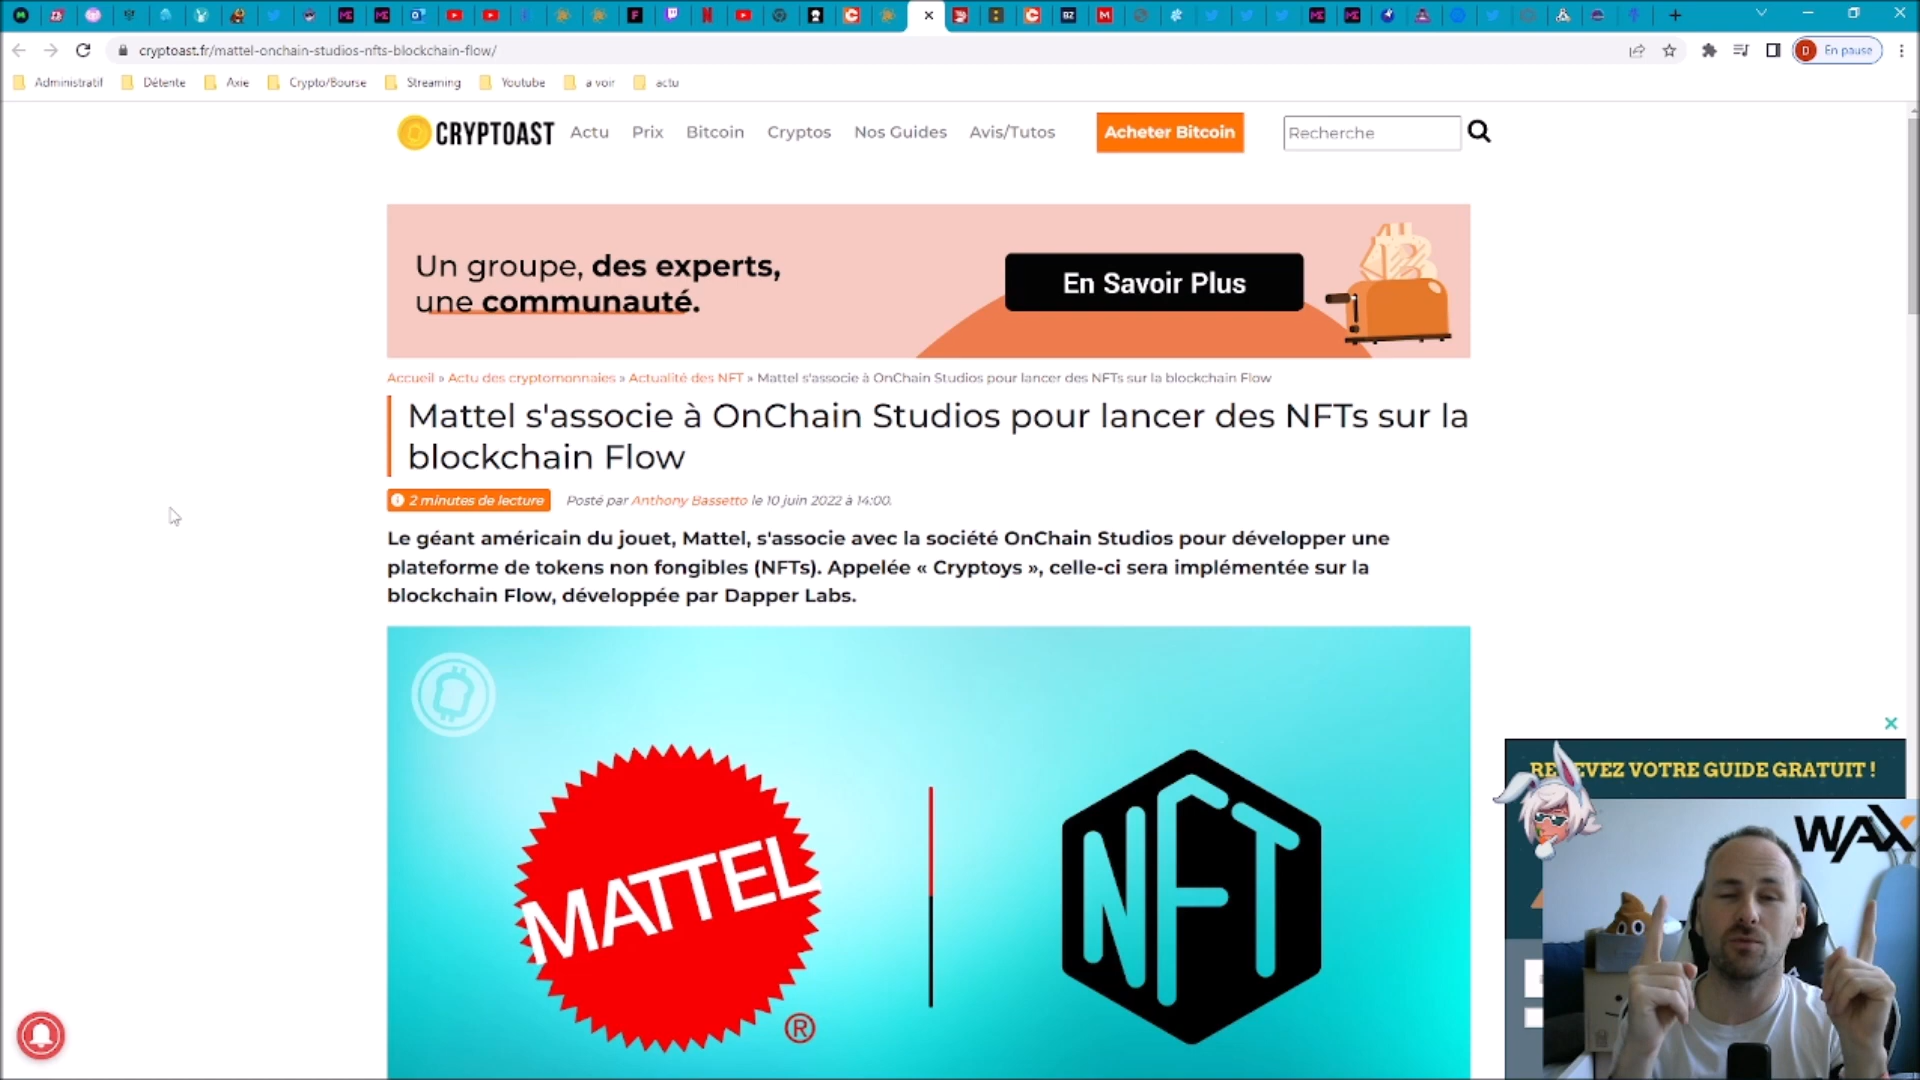 cryptoast.fr/mattel-onchain-studios-nfts-blockchain-flow/
D En pause
Administratif Détente Axie Crypto/Bourse Streaming Youtube a voir actu
CRYPTOAST Actu Prix Bitcoin Cryptos Nos Guides Avis/Tutos Acheter Bitcoin Recherche
Un groupe, des experts,
une communauté.
En Savoir Plus
Accueil » Actu des cryptomonnaies » Actualité des NFT » Mattel s'associe à OnChain Studios pour lancer des NFTs sur la blockchain Flow
Mattel s'associe à OnChain Studios pour lancer des NFTs sur la
blockchain Flow
2 minutes de lecture Posté par Anthony Bassetto le 10 juin 2022 à 14:00.
Le géant américain du jouet, Mattel, s'associe avec la société OnChain Studios pour développer une
plateforme de tokens non fongibles (NFTs). Appelée « Cryptoys », celle-ci sera implémentée sur la
blockchain Flow, développée par Dapper Labs.
MATTEL
®
NFT
VOTRE GUIDE GRATUIT !
WAX